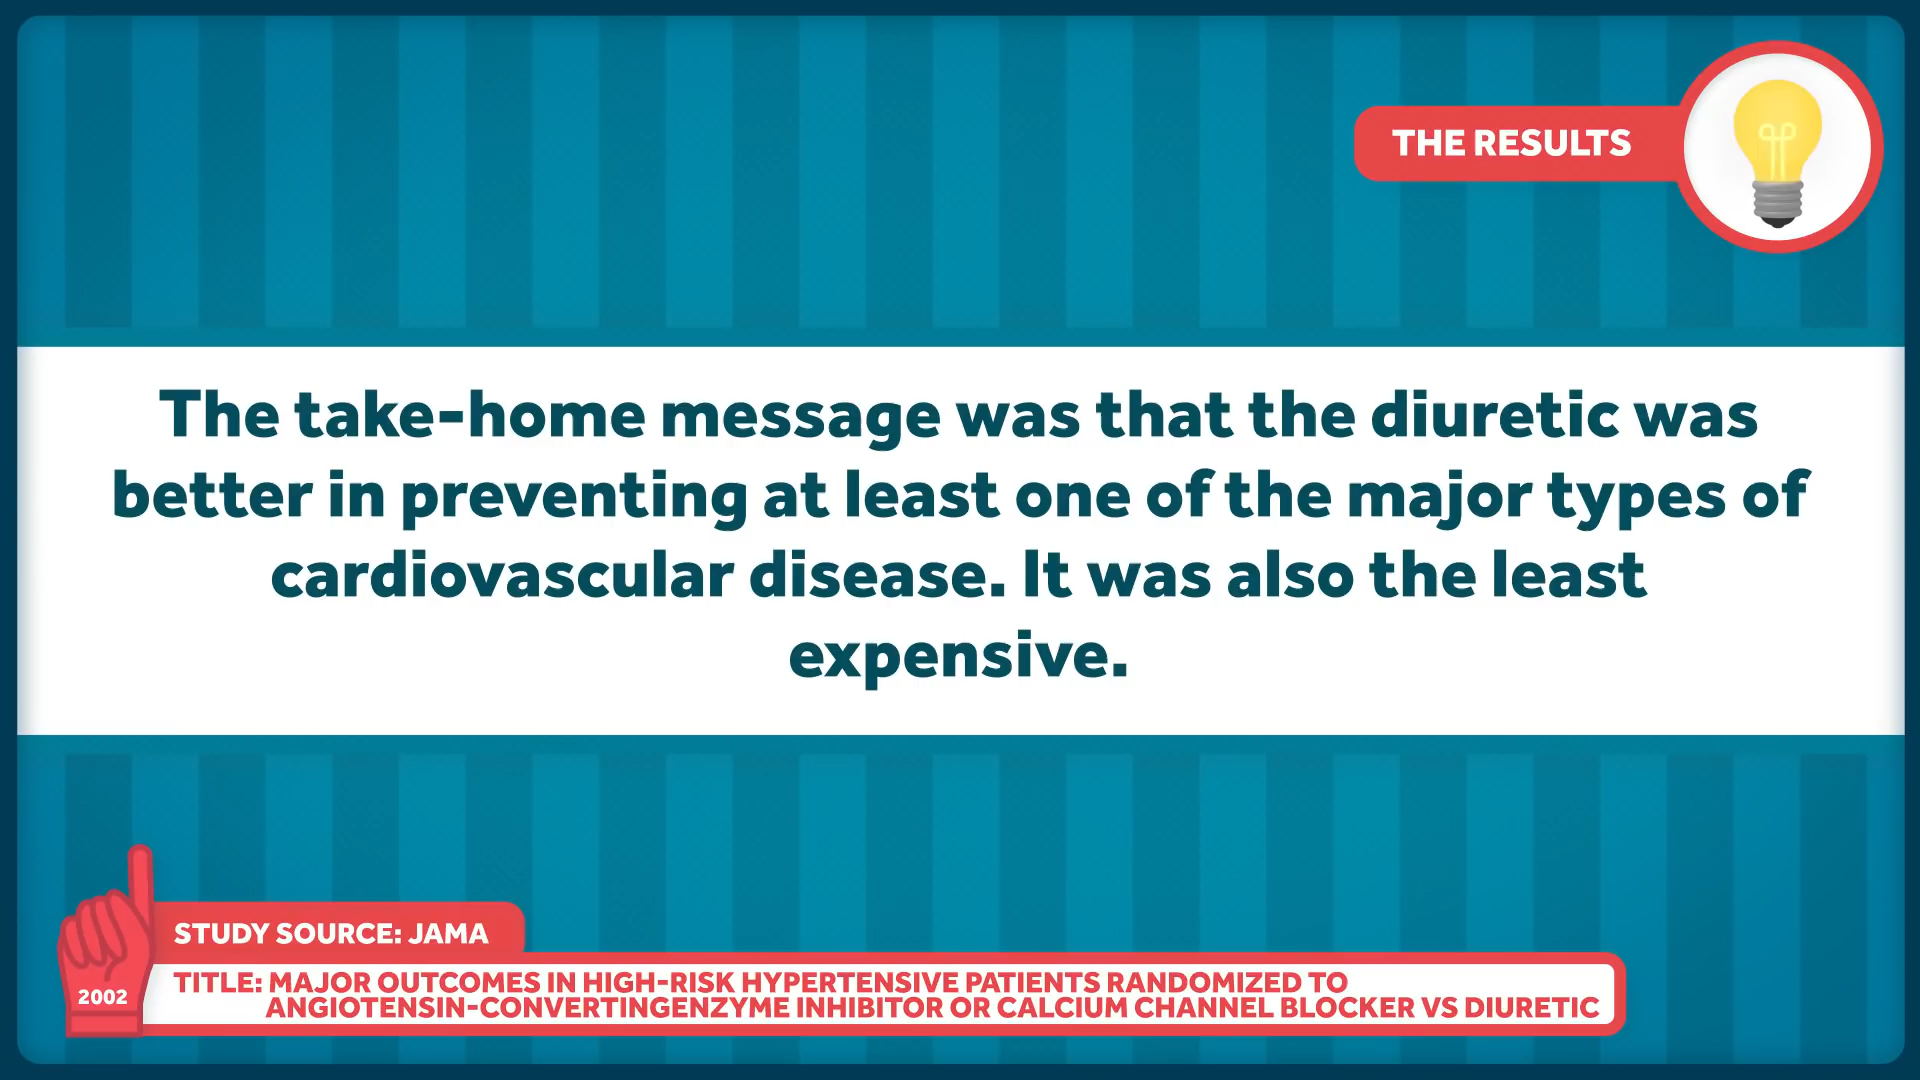 THE RESULTS
The take-home message was that the diuretic was
better in preventing at least one of the major types of
cardiovascular disease. It was also the least
expensive.
STUDY SOURCE: JAMA
2002
TITLE: MAJOR OUTCOMES IN HIGH-RISK HYPERTENSIVE PATIENTS RANDOMIZED TO
ANGIOTENSIN-CONVERTINGENZYME INHIBITOR OR CALCIUM CHANNEL BLOCKER VS DIURETIC